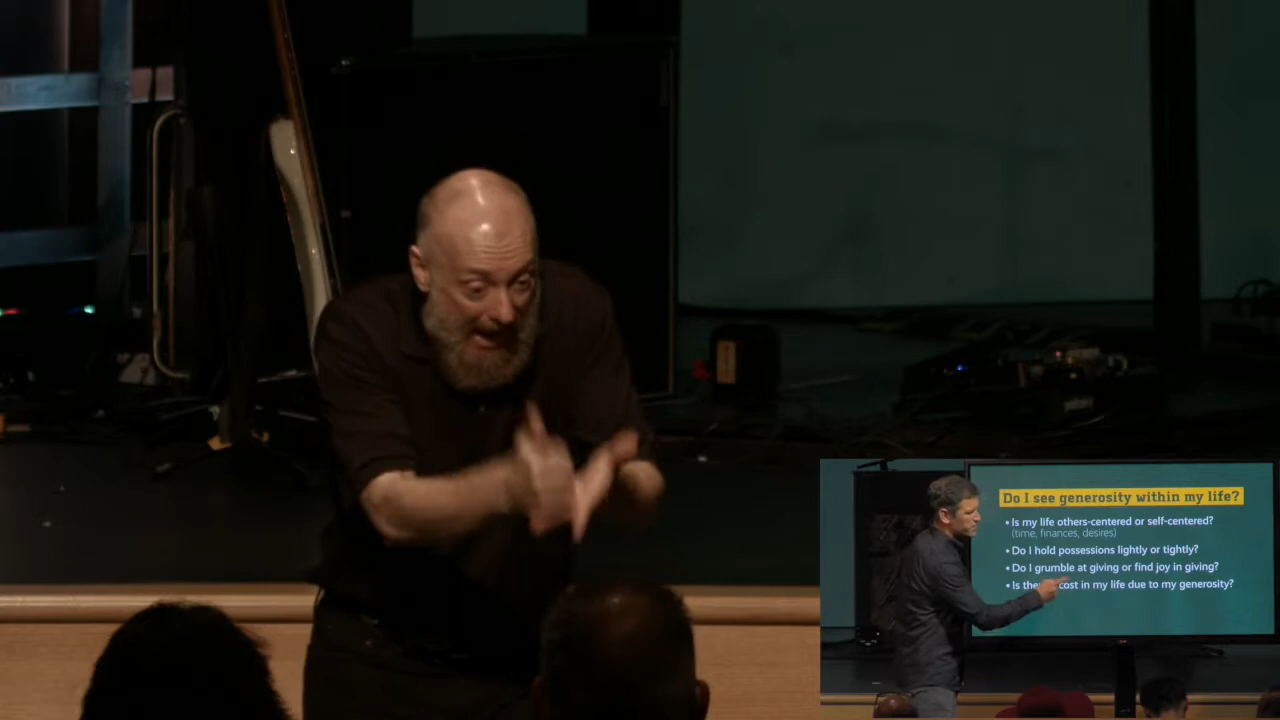 Do I see generosity within my life?
• Is my life others-centered or self-centered?
(time, finances, desires)
• Do I hold possessions lightly or tightly?
• Do I grumble at giving or find joy in giving?
• Is cost in my life due to my generosity?